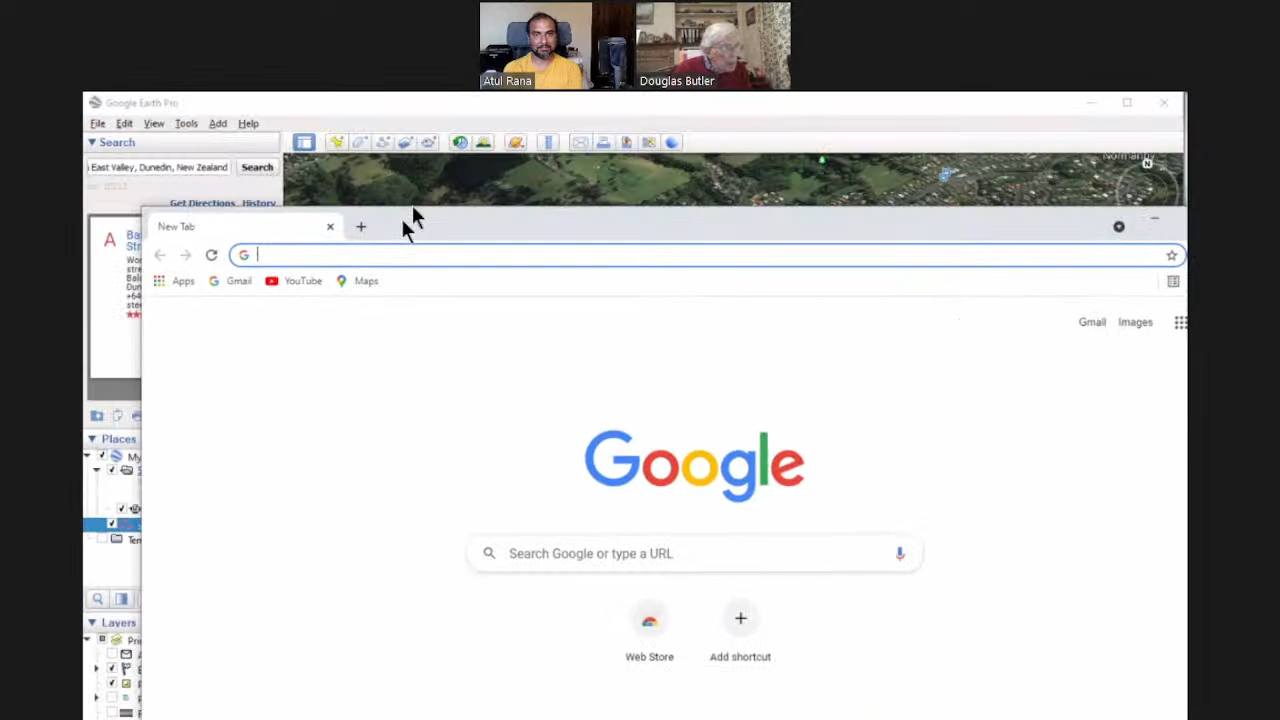 Atul Rana
Douglas Butler
Google Earth Pro
File Edit View Tools Add Help
Search
East Valley, Dunedin, New Zealand
Search
Get Directions History
Normanby
N
New Tab
Apps Gmail YouTube Maps
A
Gmail Images
Google
Search Google or type a URL
Places
My
Web Store
Add shortcut
Layers